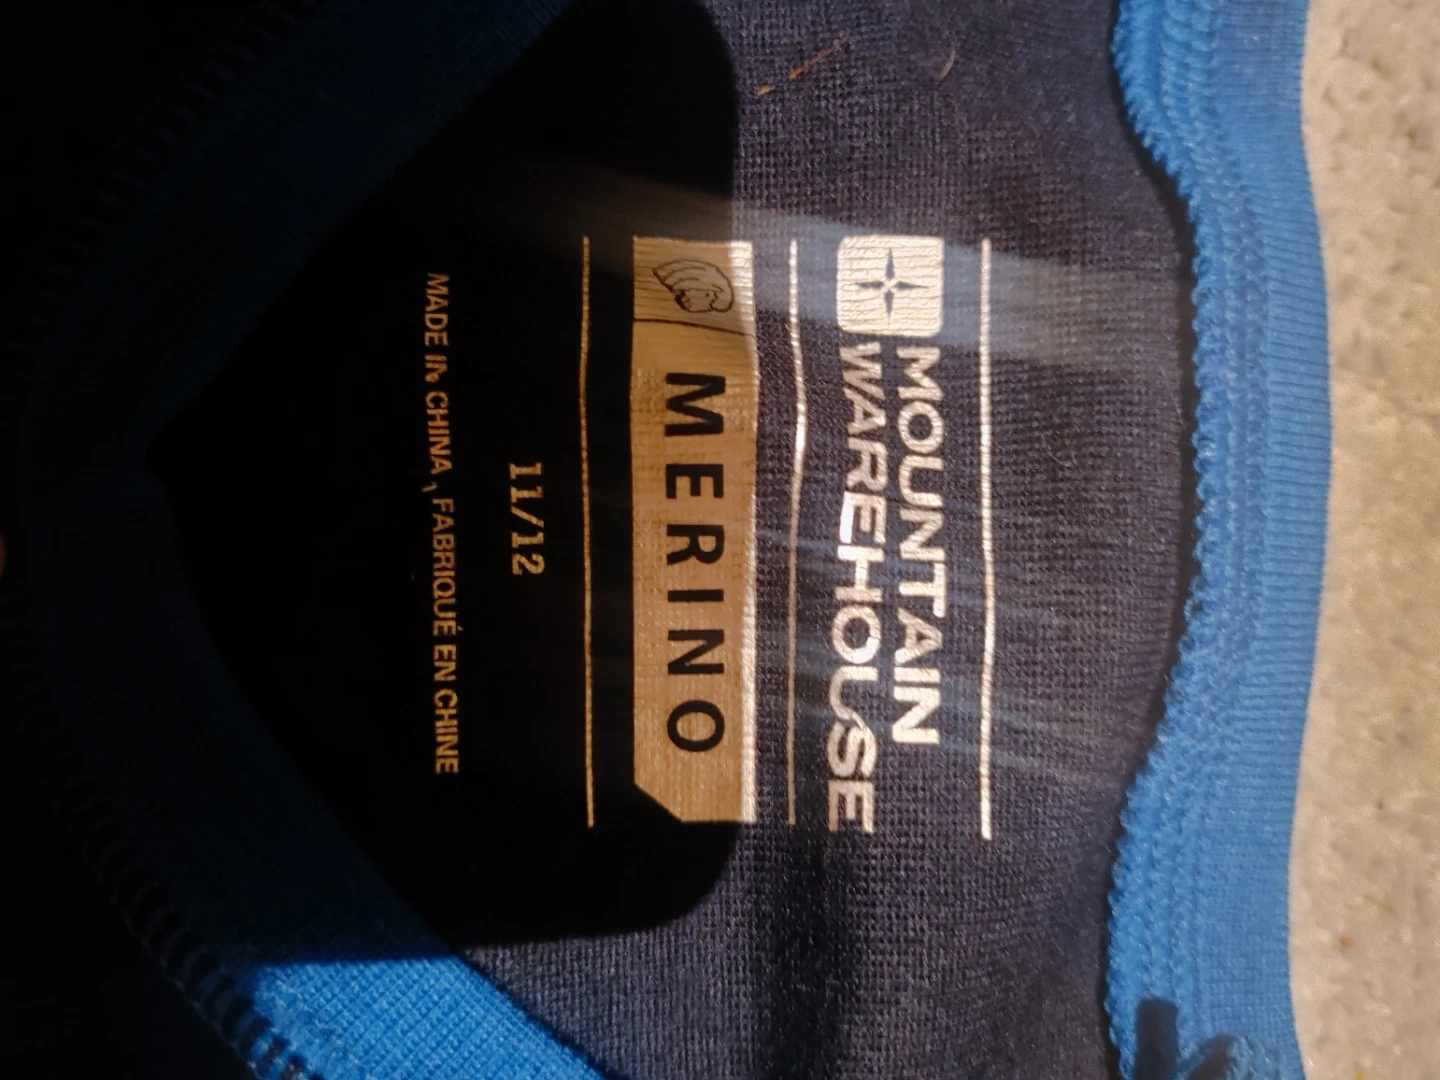 MOUNTAIN
WAREHOUSE
MERINO
11/12
MADE IN CHINA, FABRIQUÉ EN CHINE